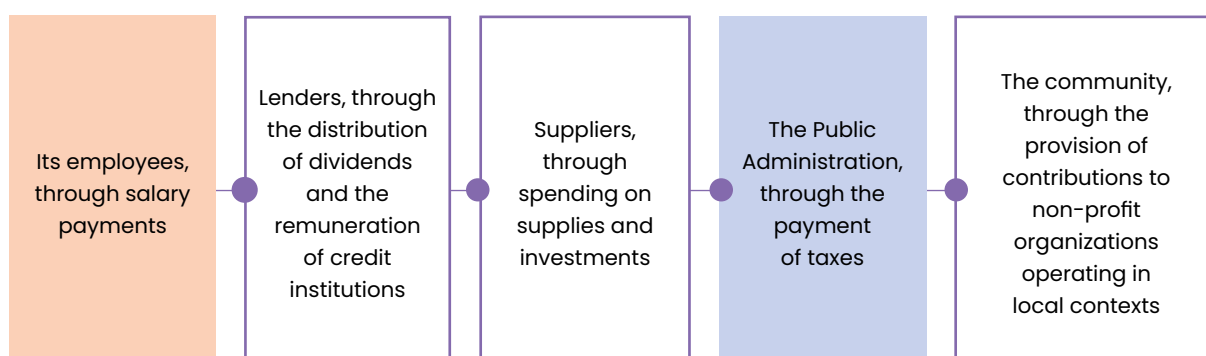 Its employees,
through salary
payments
Lenders, through
the distribution
of dividends
and the
remuneration
of credit
institutions
Suppliers,
through
spending on
supplies and
investments
The Public
Administration,
through the
payment
of taxes
The community,
through the
provision of
contributions to
non-profit
organizations
operating in
local contexts